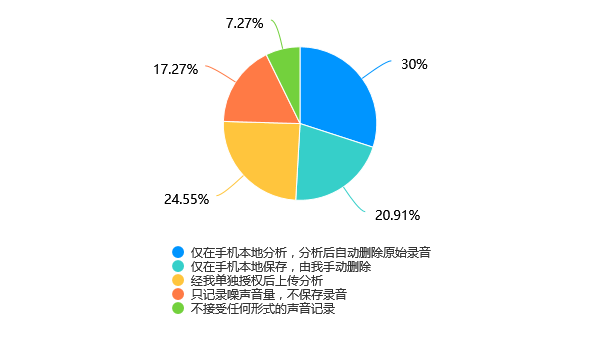 7.27%
17.27%
30%
24.55%
20.91%
仅在手机本地分析，分析后自动删除原始录音
仅在手机本地保存，由我手动删除
经我单独授权后上传分析
只记录噪声音量，不保存录音
不接受任何形式的声音记录